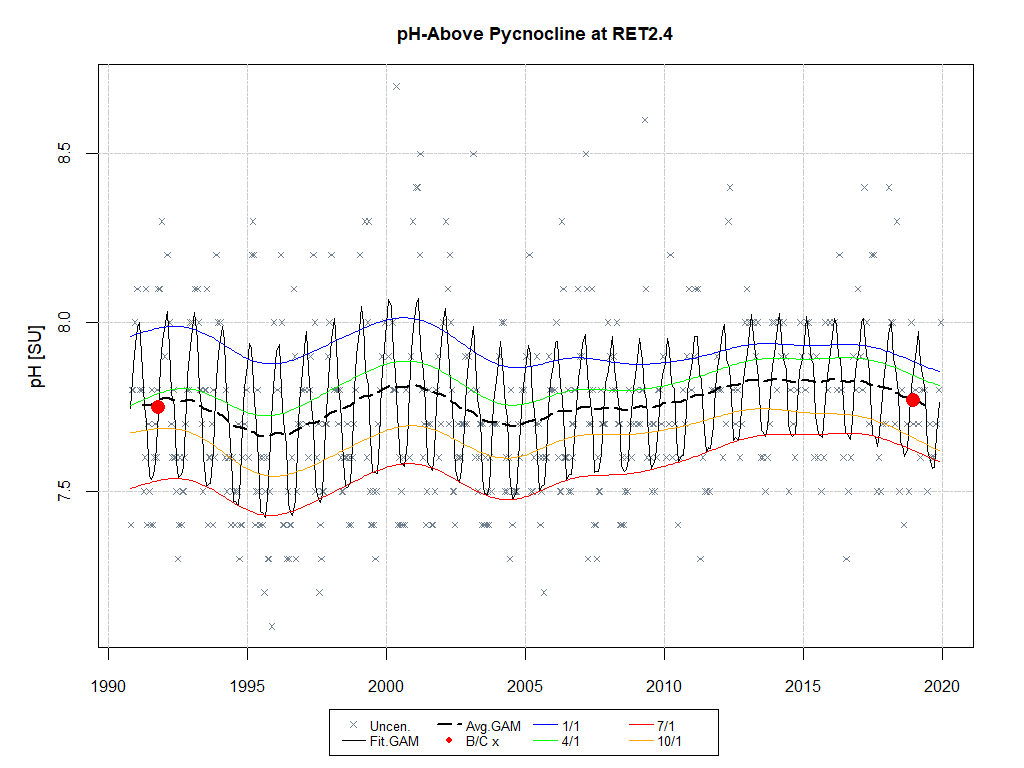 pH-Above Pycnocline at RET2.4
pH [SU]
8.5
8.0
7.5
1990 1995 2000 2005 2010 2015 2020
Uncen. Avg.GAM 1/1 7/1
Fit.GAM B/C x 4/1 10/1